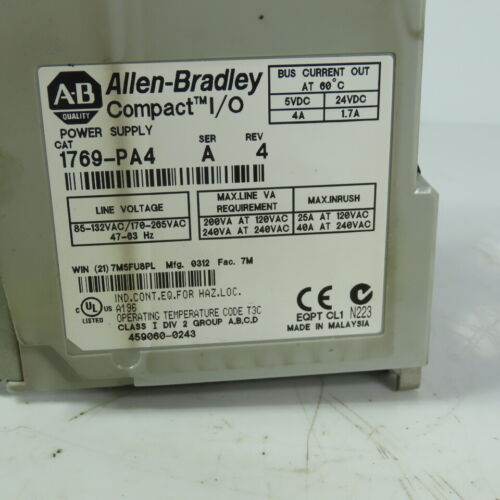 A-B
QUALITY
Allen-Bradley
Compact™ I/O
POWER SUPPLY
CAT SER REV
1769-PA4 A 4
BUS CURRENT OUT
AT 60°C
5VDC 24VDC
4A 1.7A
LINE VOLTAGE
85-132VAC/170-265VAC
47-63 Hz
MAX.LINE VA
REQUIREMENT
200VA AT 120VAC
240VA AT 240VAC
MAX.INRUSH
25A AT 120VAC
40A AT 240VAC
WIN (21) 7M5FU8PL Mfg. 0312 Fac. 7M
C UL US
LISTED
IND.CONT.EQ.FOR HAZ.LOC.
A196
OPERATING TEMPERATURE CODE T3C
CLASS I DIV 2 GROUP A,B,C,D
459060-0243
CE
N223
EQPT CL1
MADE IN MALAYSIA